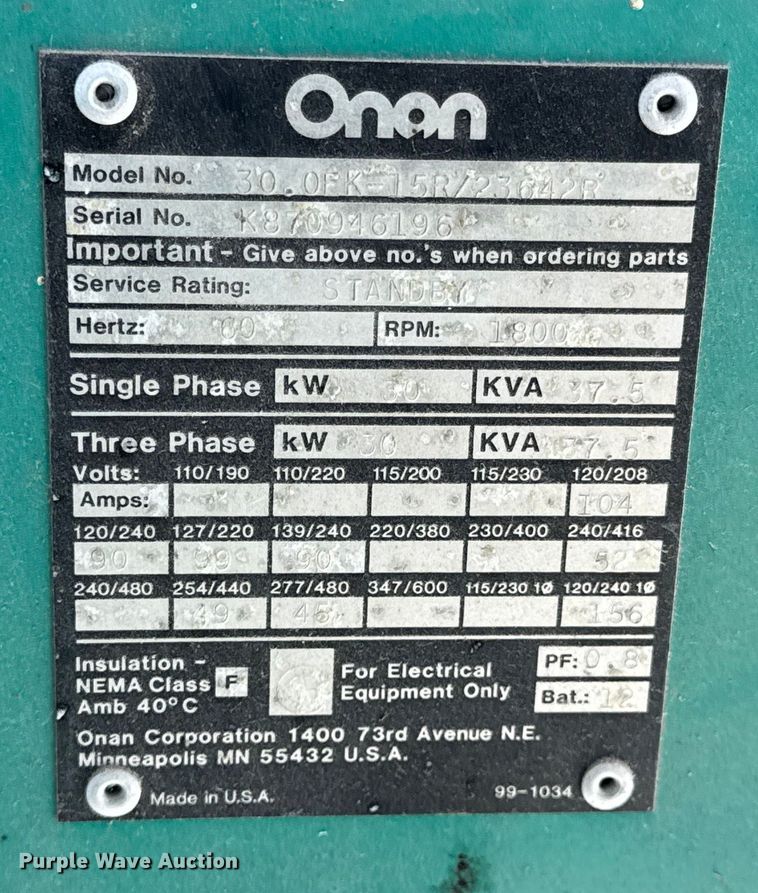 Onan
Model No. 30.0EK-15R/23642R
Serial No. K870946196
Important - Give above no.'s when ordering parts
Service Rating: STANDBY
Hertz: 60 RPM: 1800
Single Phase kW 30 KVA 37.5
Three Phase kW 30 KVA 37.5
Volts: 110/190 110/220 115/200 115/230 120/208
Amps: 104
120/240 127/220 139/240 220/380 230/400 240/416
90 99 90 52
240/480 254/440 277/480 347/600 115/230 1Ø 120/240 1Ø
49 45 156
Insulation -
NEMA Class F
Amb 40°C
For Electrical
Equipment Only
PF: 0.8
Bat.: 12
Onan Corporation 1400 73rd Avenue N.E.
Minneapolis MN 55432 U.S.A.
Made in U.S.A. 99-1034
Purple Wave Auction